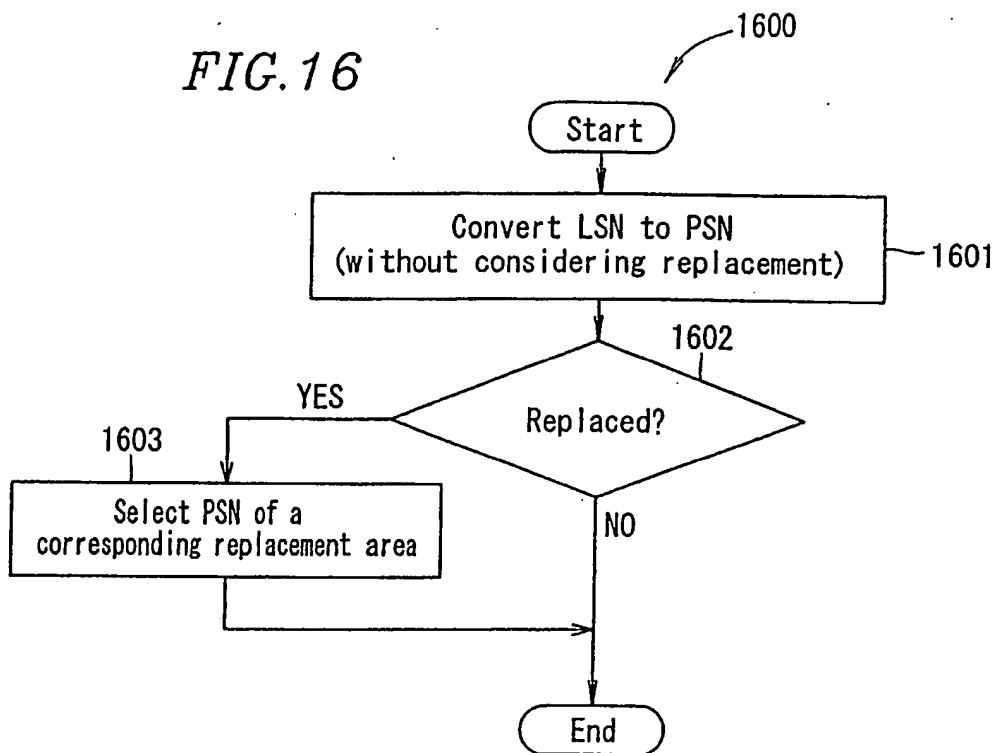 1600
FIG.16
Start
Convert LSN to PSN
(without considering replacement)
1601
1602
YES
Replaced?
1603
Select PSN of a
corresponding replacement area
NO
End